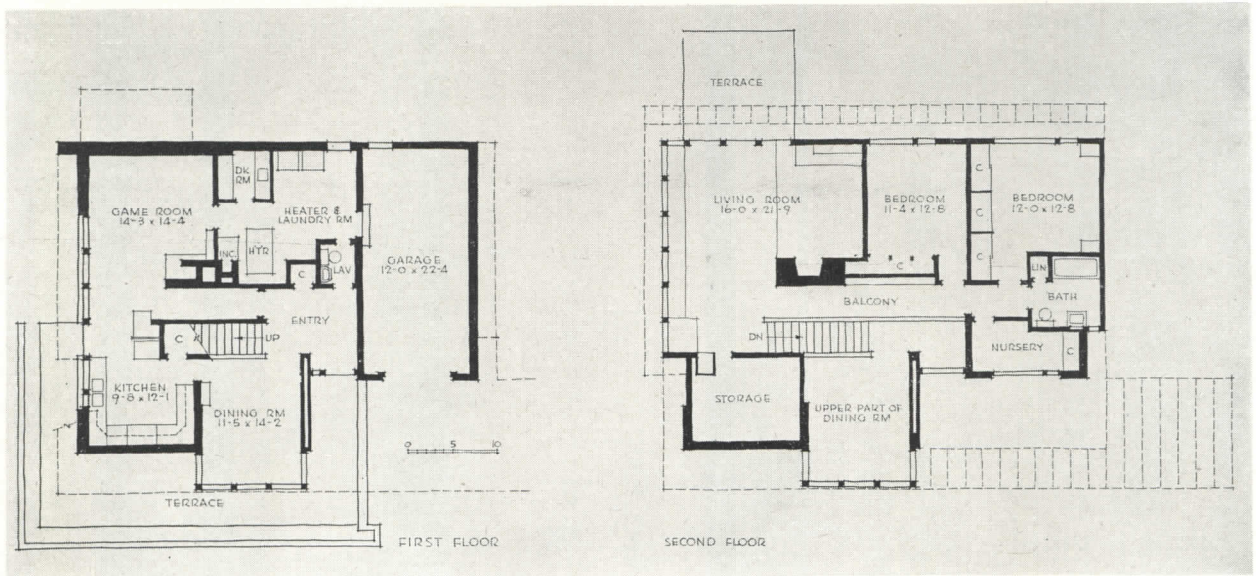 DK
RM
GAME ROOM
14-3 x 14-4
HEATER &
LAUNDRY RM
INC.
HTR
C
LAV
GARAGE
12-0 x 22-4
ENTRY
C
UP
KITCHEN
9-8 x 12-1
DINING RM
11-5 x 14-2
0 5 10
TERRACE
FIRST FLOOR
TERRACE
LIVING ROOM
16-0 x 21-9
BEDROOM
11-4 x 12-8
C
C
C
C
BEDROOM
12-0 x 12-8
LIN
BATH
BALCONY
DN
NURSERY
C
STORAGE
UPPER PART OF
DINING RM
SECOND FLOOR